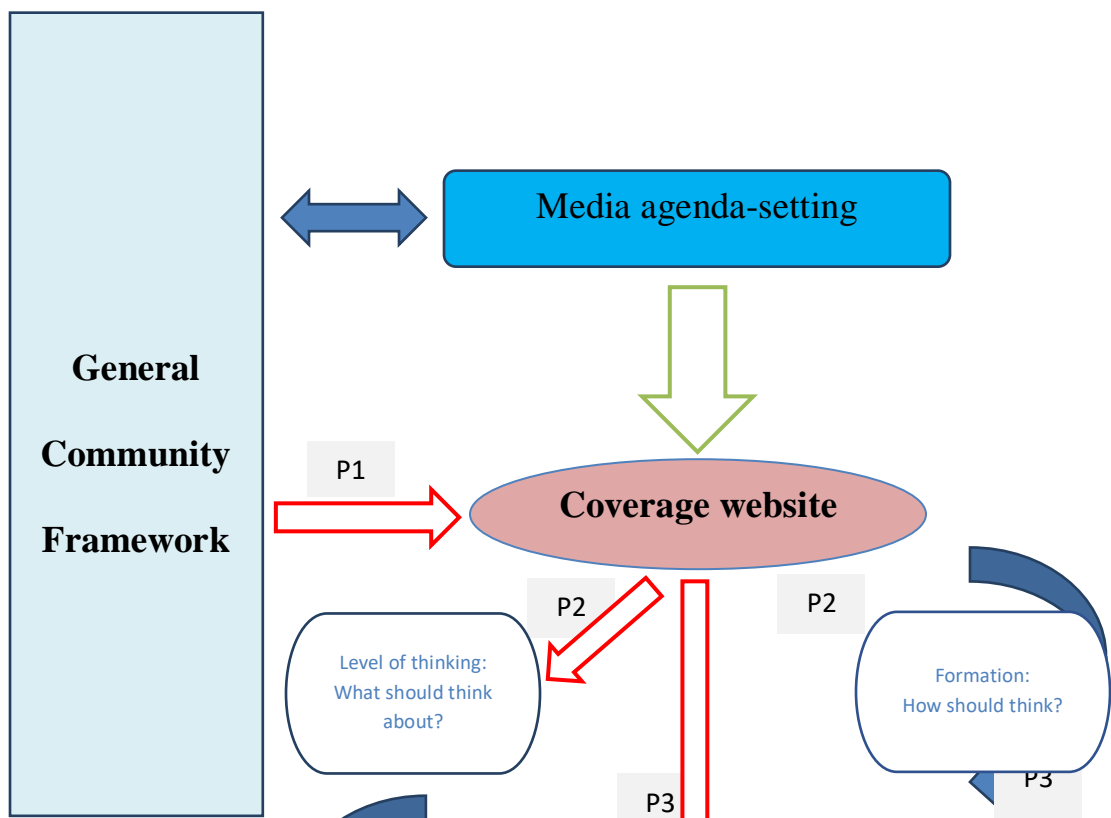 Media agenda-setting
General
Community
Framework
P1
Coverage website
P2
P2
Level of thinking:
What should think
about?
Formation:
How should think?
P3
P3